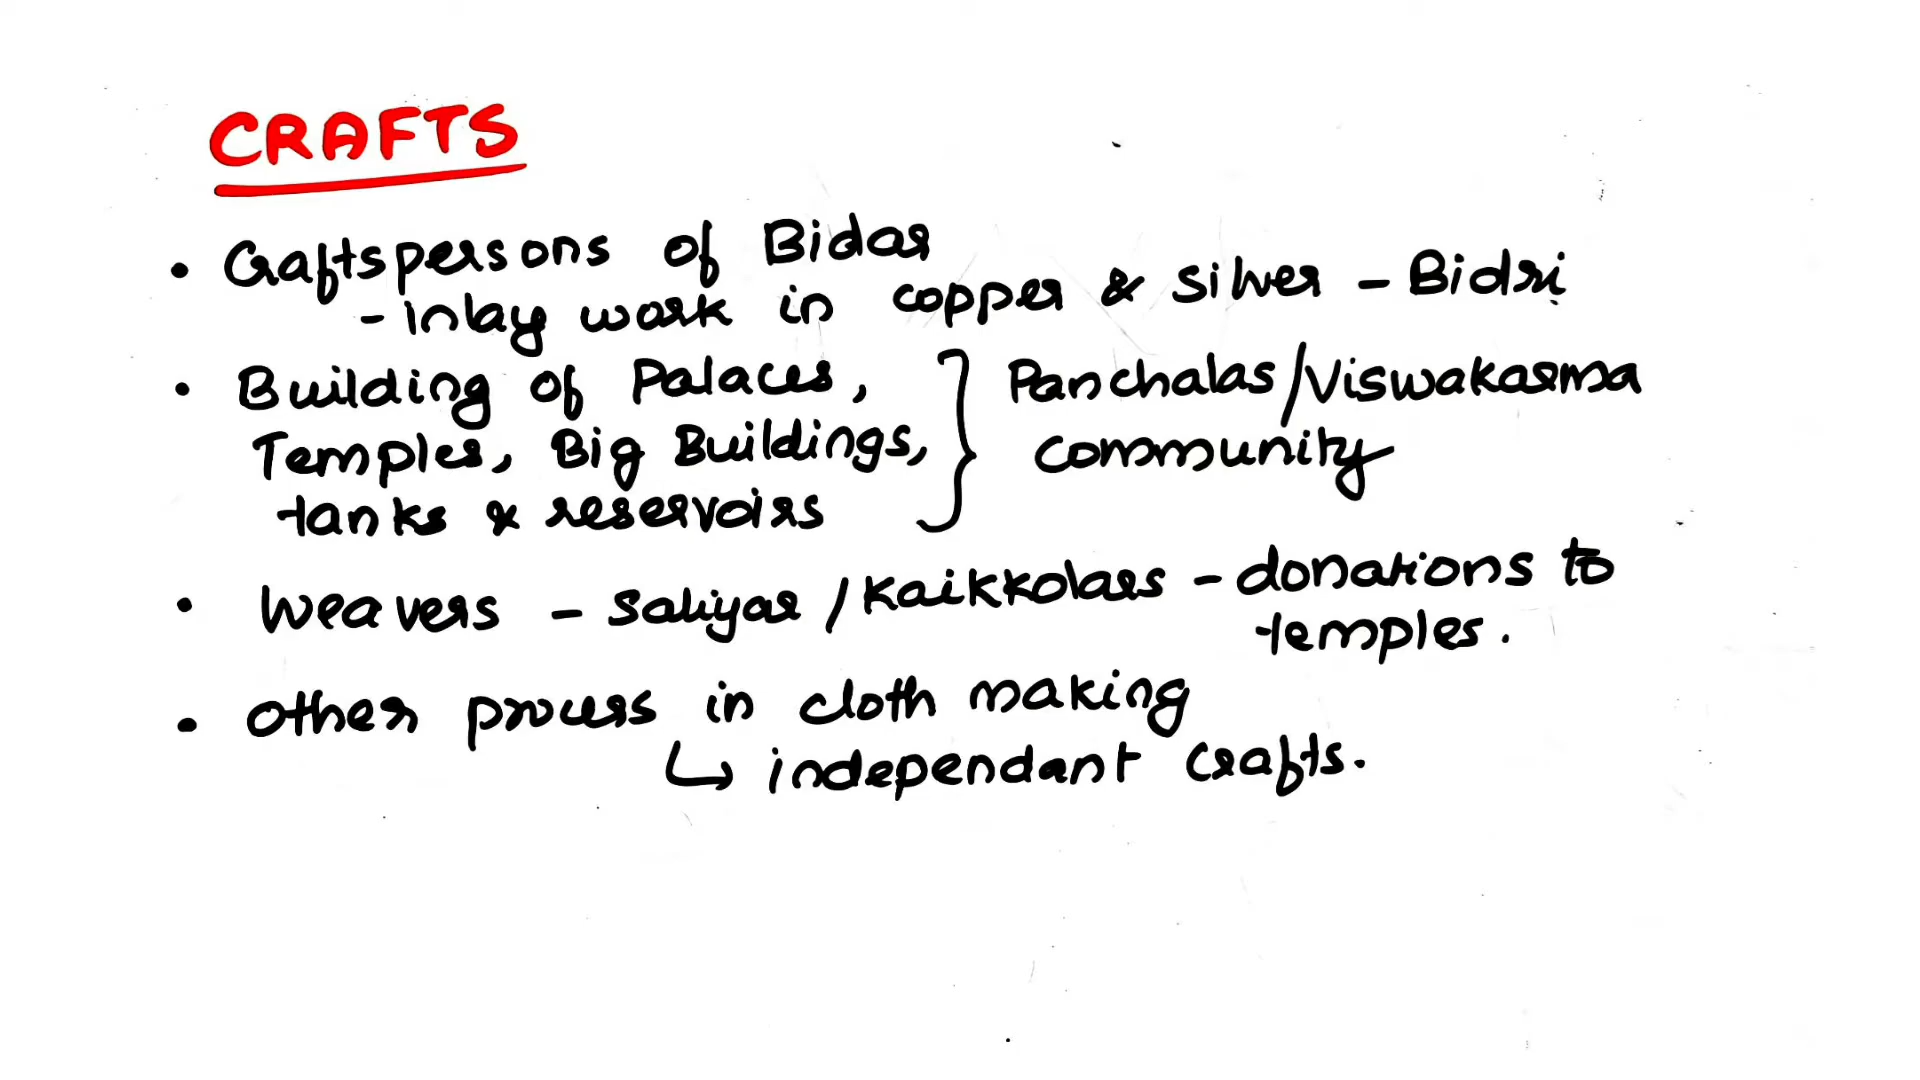 CRAFTS
• Craftspersons of Bidar
- inlay work in copper & silver - Bidri
• Building of Palaces,
Temples, Big Buildings,
tanks & reservoirs
} Panchalas/Viswakarma
community
• Weavers - Saliyar /Kaikkolars - donations to
temples.
• other process in cloth making
↳ independant crafts.